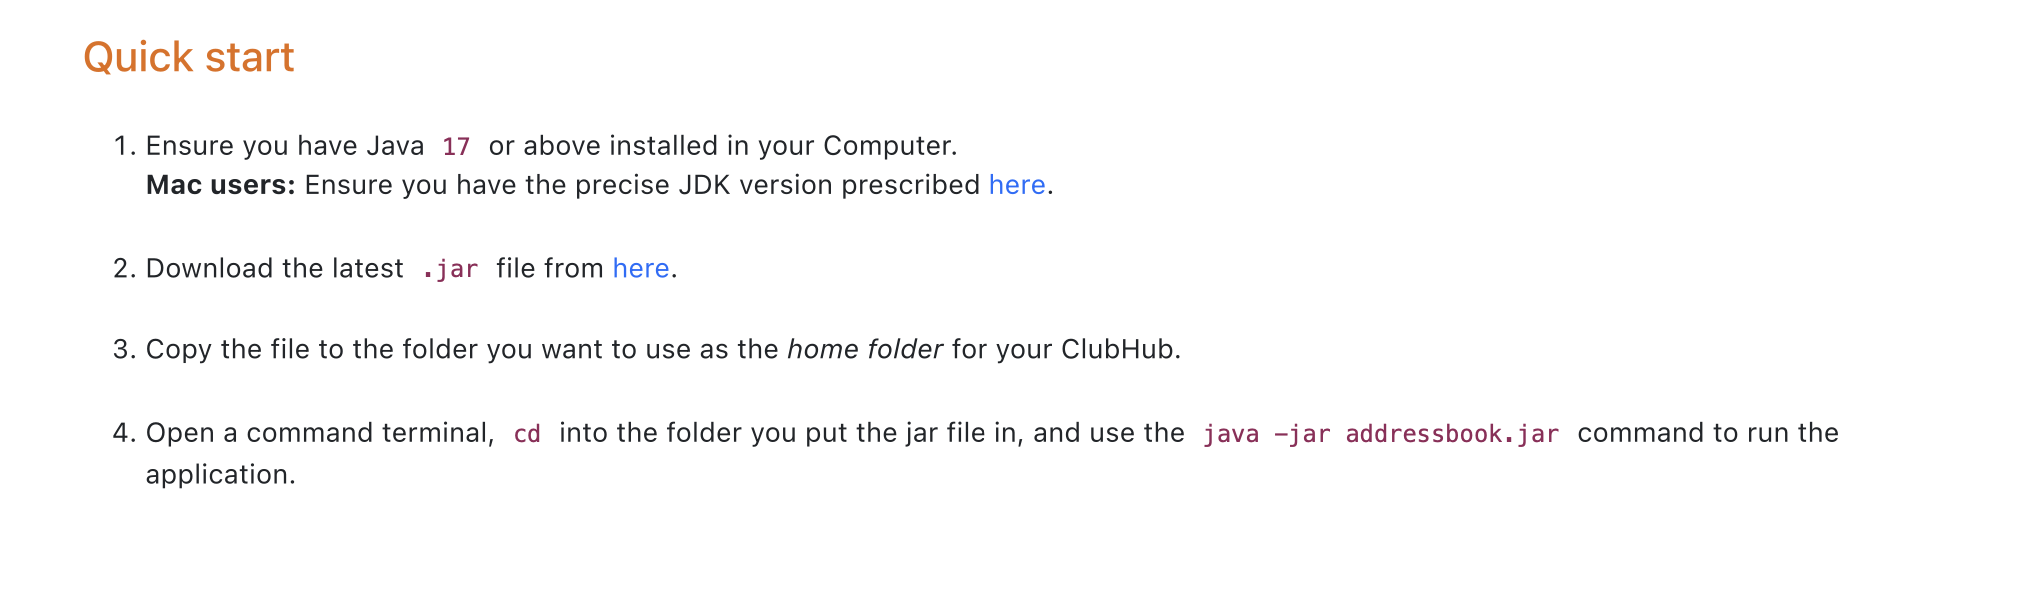 Quick start
1. Ensure you have Java 17 or above installed in your Computer.
Mac users: Ensure you have the precise JDK version prescribed here.
2. Download the latest .jar file from here.
3. Copy the file to the folder you want to use as the home folder for your ClubHub.
4. Open a command terminal, cd into the folder you put the jar file in, and use the java -jar addressbook.jar command to run the
application.